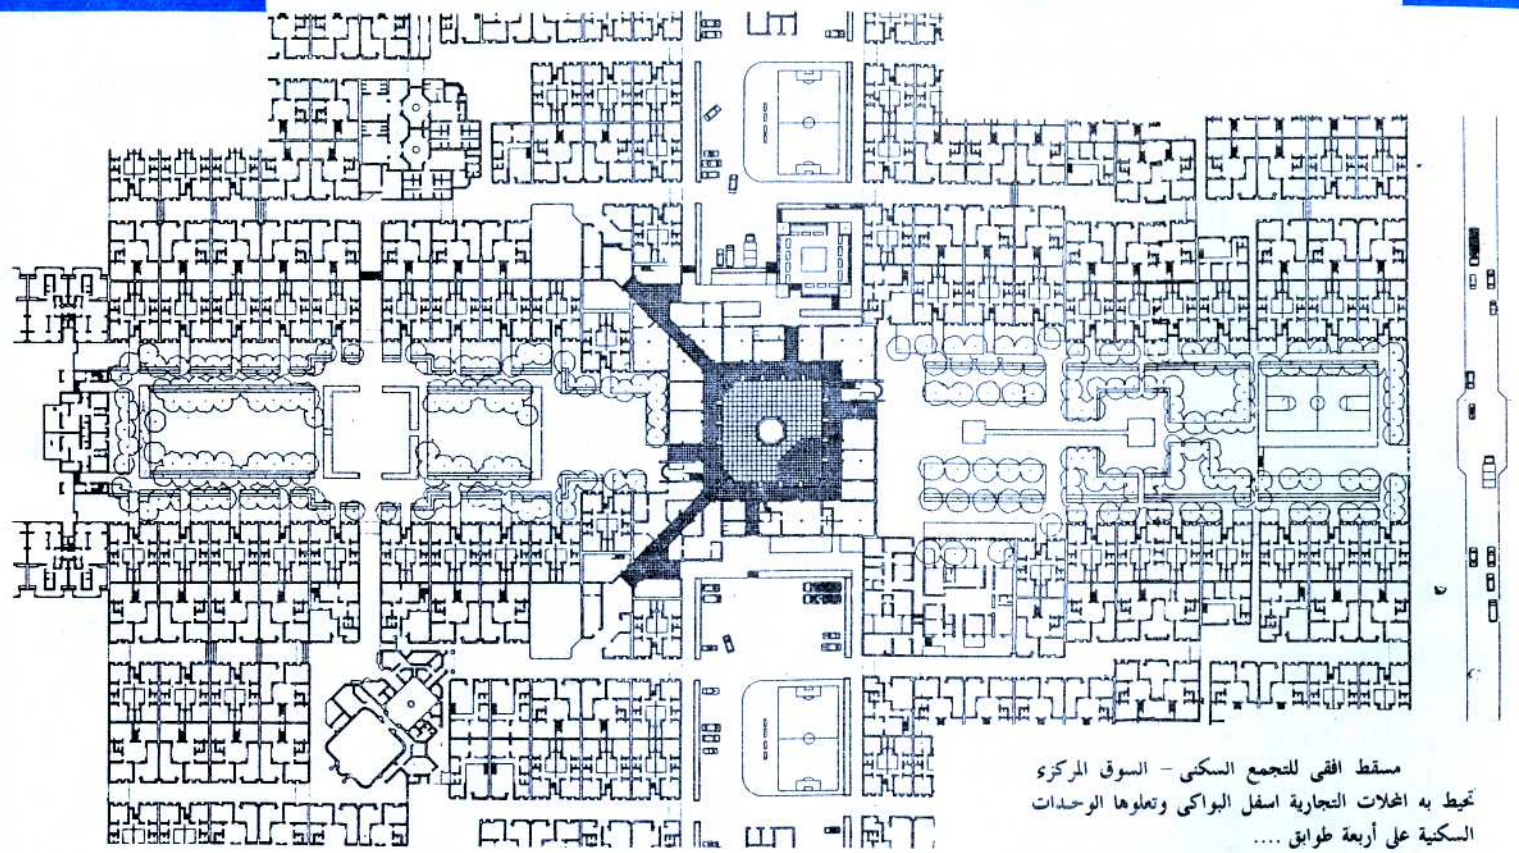 مسقط افقى للتجمع السكنى – السوق المركزى
تحيط به المحلات التجارية اسفل البواكى وتعلوها الوحدات
السكنية على أربعة طوابق ....